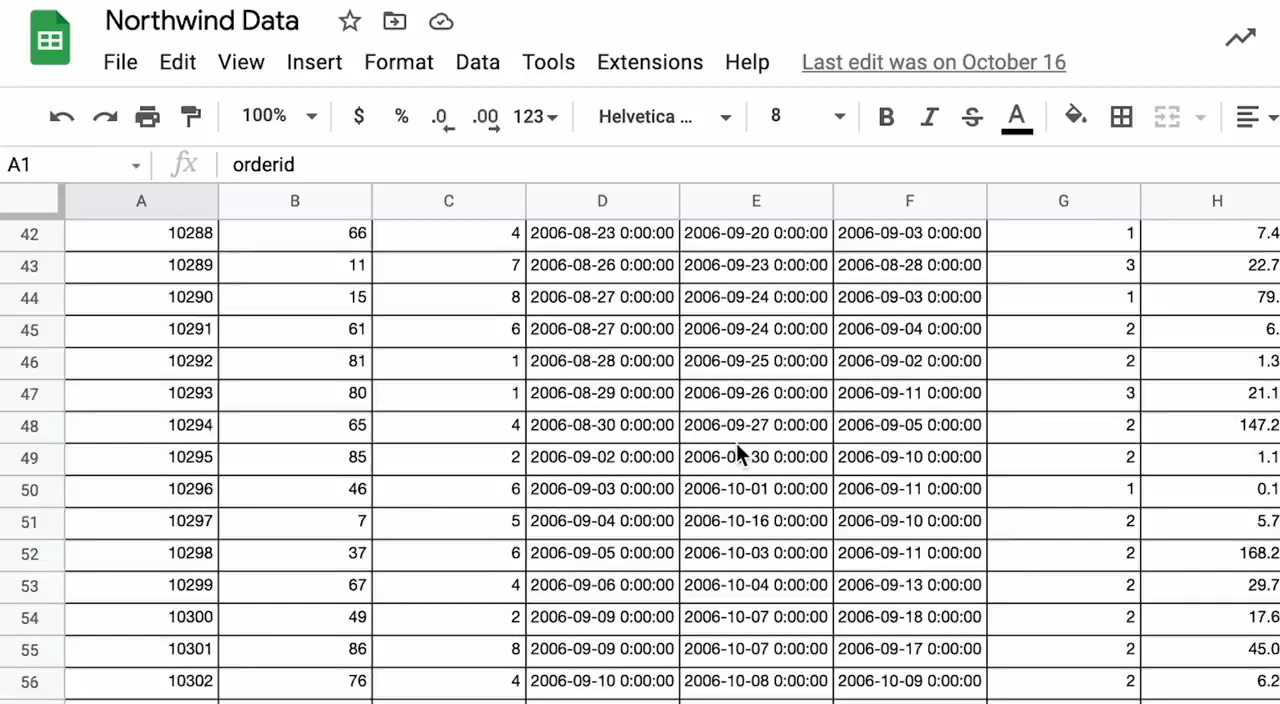 Northwind Data
File Edit View Insert Format Data Tools Extensions Help Last edit was on October 16
100% $ % .0 .00 123 Helvetica ... 8 B I S A
A1 fx orderid
A B C D E F G H
42 10288 66 4 2006-08-23 0:00:00 2006-09-20 0:00:00 2006-09-03 0:00:00 1 7.4
43 10289 11 7 2006-08-26 0:00:00 2006-09-23 0:00:00 2006-08-28 0:00:00 3 22.7
44 10290 15 8 2006-08-27 0:00:00 2006-09-24 0:00:00 2006-09-03 0:00:00 1 79.
45 10291 61 6 2006-08-27 0:00:00 2006-09-24 0:00:00 2006-09-04 0:00:00 2 6.
46 10292 81 1 2006-08-28 0:00:00 2006-09-25 0:00:00 2006-09-02 0:00:00 2 1.3
47 10293 80 1 2006-08-29 0:00:00 2006-09-26 0:00:00 2006-09-11 0:00:00 3 21.1
48 10294 65 4 2006-08-30 0:00:00 2006-09-27 0:00:00 2006-09-05 0:00:00 2 147.2
49 10295 85 2 2006-09-02 0:00:00 0:00:00 2006-09-10 0:00:00 2 1.1
50 10296 46 6 2006-09-03 0:00:00 2006-10-01 0:00:00 2006-09-11 0:00:00 1 0.1
51 10297 7 5 2006-09-04 0:00:00 2006-10-16 0:00:00 2006-09-10 0:00:00 2 5.7
52 10298 37 6 2006-09-05 0:00:00 2006-10-03 0:00:00 2006-09-11 0:00:00 2 168.2
53 10299 67 4 2006-09-06 0:00:00 2006-10-04 0:00:00 2006-09-13 0:00:00 2 29.7
54 10300 49 2 2006-09-09 0:00:00 2006-10-07 0:00:00 2006-09-18 0:00:00 2 17.6
55 10301 86 8 2006-09-09 0:00:00 2006-10-07 0:00:00 2006-09-17 0:00:00 2 45.0
56 10302 76 4 2006-09-10 0:00:00 2006-10-08 0:00:00 2006-10-09 0:00:00 2 6.2